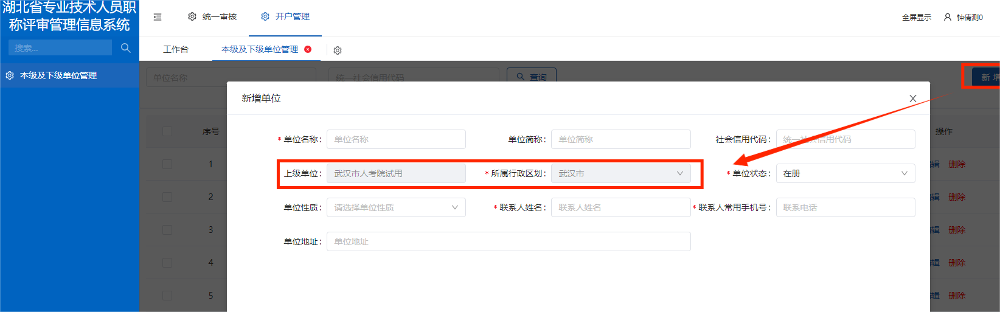 湖北省专业技术人员职
称评审管理信息系统
搜索...
本级及下级单位管理
统一审核
开户管理
全屏显示
钟倩测0
工作台
本级及下级单位管理
单位名称
统一社会信用代码
查询
新 增
新增单位
序号
操作
* 单位名称:
单位名称
单位简称:
单位简称
社会信用代码:
统一社会信用代码
上级单位:
武汉市人考院试用
* 所属行政区划:
武汉市
* 单位状态:
在册
单位性质:
请选择单位性质
* 联系人姓名:
联系人姓名
* 联系人常用手机号:
联系电话
单位地址:
单位地址
1
辑
删除
2
辑
删除
3
辑
删除
4
辑
删除
5
辑
删除